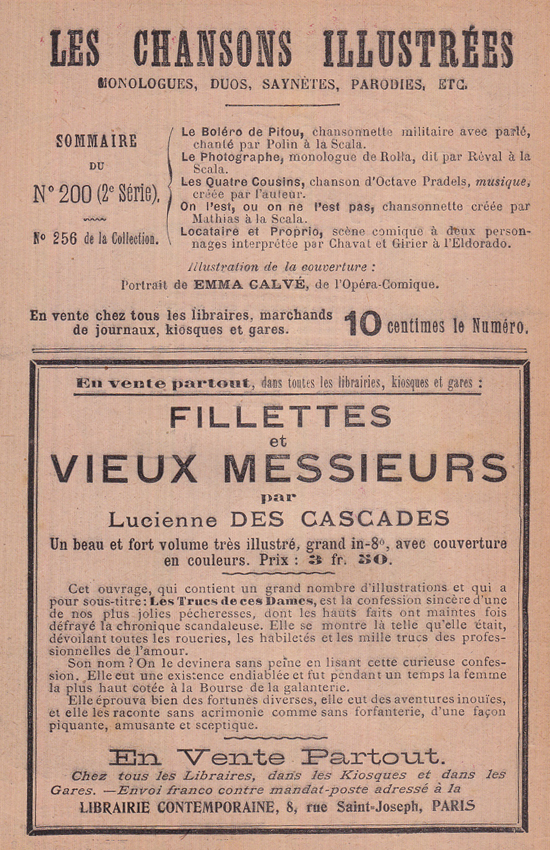 LES CHANSONS ILLUSTRÉES
MONOLOGUES, DUOS, SAYNÈTES, PARODIES, ETC.
SOMMAIRE
DU
N° 200 (2e Série).
N° 256 de la Collection.
Le Boléro de Pitou, chansonnette militaire avec parlé,
chanté par Polin à la Scala.
Le Photographe, monologue de Rolla, dit par Réval à la
Scala.
Les Quatre Cousins, chanson d'Octave Pradels, musique,
créée par l'auteur.
On l'est, ou on ne l'est pas, chansonnette créée par
Mathias à la Scala.
Locataire et Proprio, scène comique à deux person-
nages interprétée par Chavat et Girier à l'Eldorado.
Illustration de la couverture :
Portrait de EMMA CALVÉ, de l'Opéra-Comique.
En vente chez tous les libraires, marchands
de journaux, kiosques et gares.
10 centimes le Numéro.
En vente partout, dans toutes les librairies, kiosques et gares :
FILLETTES
et
VIEUX MESSIEURS
par
Lucienne DES CASCADES
Un beau et fort volume très illustré, grand in-8°, avec couverture
en couleurs. Prix : 3 fr. 50.
Cet ouvrage, qui contient un grand nombre d'illustrations et qui a
pour sous-titre : Les Trucs de ces Dames, est la confession sincère d'une
de nos plus jolies pécheresses, dont les hauts faits ont maintes fois
défrayé la chronique scandaleuse. Elle se montre là telle qu'elle était,
dévoilant toutes les roueries, les habiletés et les mille trucs des profes-
sionnelles de l'amour.
Son nom ? On le devinera sans peine en lisant cette curieuse confes-
sion. Elle eut une existence endiablée et fut pendant un temps la femme
la plus haut cotée à la Bourse de la galanterie.
Elle éprouva bien des fortunes diverses, elle eut des aventures inouïes,
et elle les raconte sans acrimonie comme sans forfanterie, d'une façon
piquante, amusante et sceptique.
En Vente Partout.
Chez tous les Libraires, dans les Kiosques et dans les
Gares. — Envoi franco contre mandat-poste adressé à la
LIBRAIRIE CONTEMPORAINE, 8, rue Saint-Joseph, PARIS